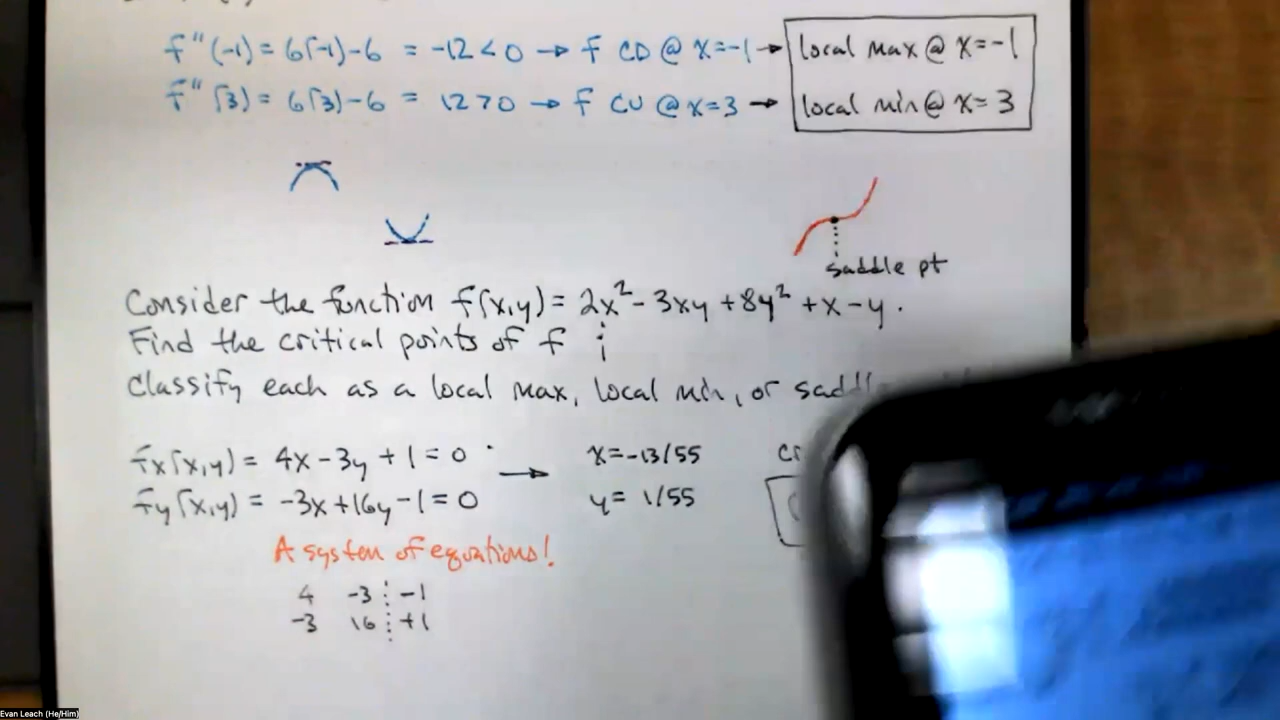 f"(-1) = 6(-1)-6 = -12 < 0 → f CD @ x=-1 → local max @ x=-1
f"(3) = 6(3)-6 = 12 > 0 → f CU @ x=3 → local min @ x=3
saddle pt
Consider the function f(x,y) = 2x² - 3xy + 8y² + x - y.
Find the critical points of f ;
Classify each as a local max, local min, or
fx(x,y) = 4x - 3y + 1 = 0 → x = -13/55
fy(x,y) = -3x + 16y - 1 = 0 y = 1/55
A system of equations!
4 -3 ⋮ -1
-3 16 ⋮ +1
Evan Leach (He/Him)